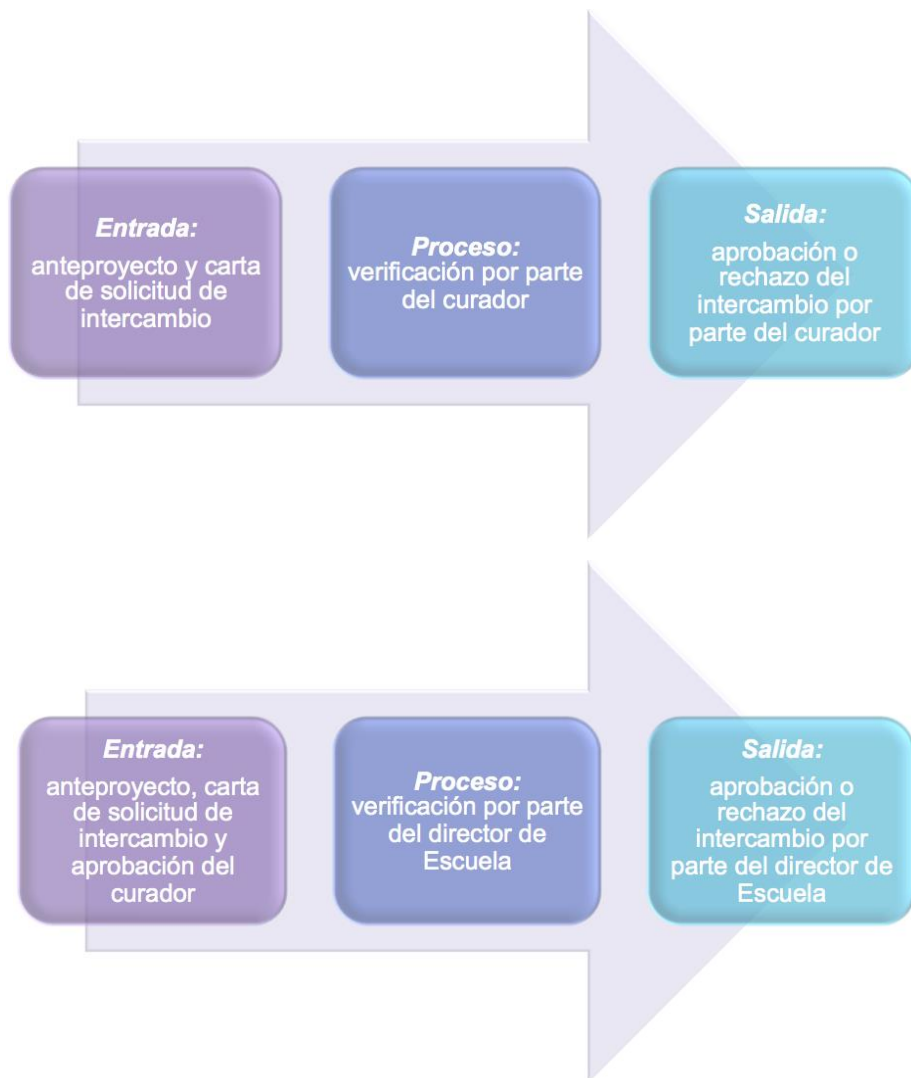 Entrada:
anteproyecto y carta
de solicitud de
intercambio
Proceso:
verificación por parte
del curador
Salida:
aprobación o
rechazo del
intercambio por
parte del curador
Entrada:
anteproyecto, carta
de solicitud de
intercambio y
aprobación del
curador
Proceso:
verificación por parte
del director de
Escuela
Salida:
aprobación o
rechazo del
intercambio por
parte del director de
Escuela